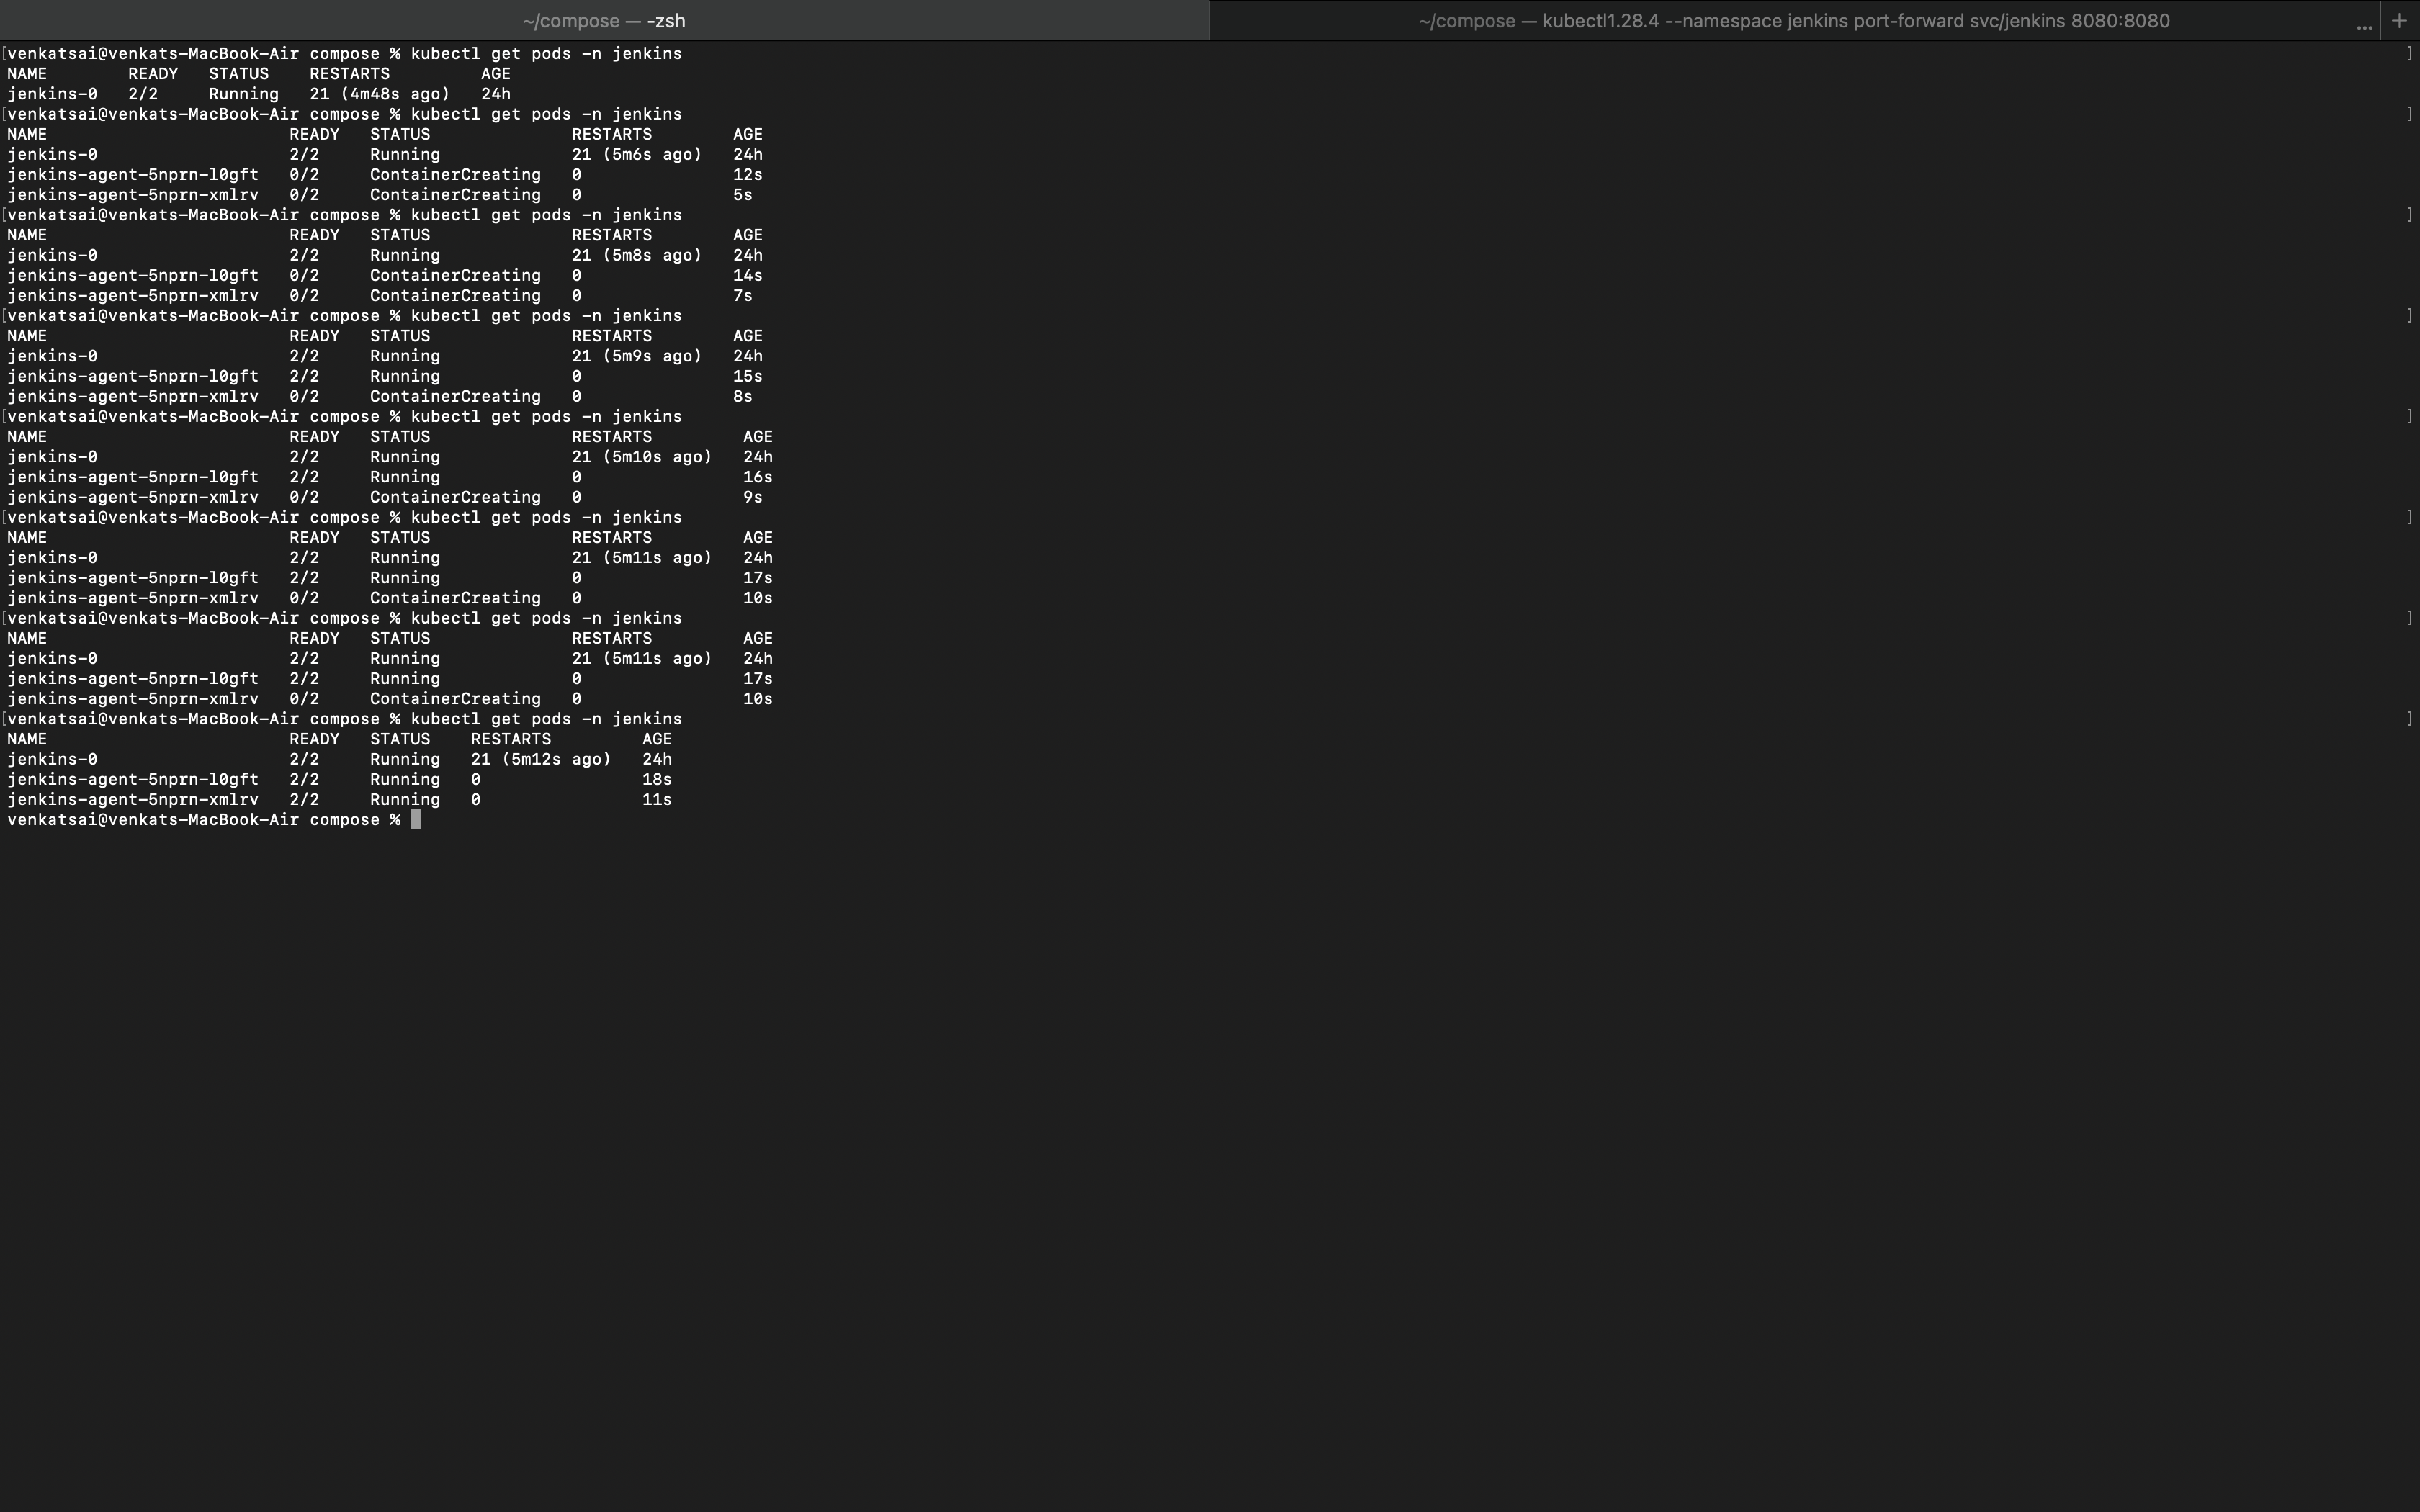 ~/compose — -zsh
~/compose — kubectl1.28.4 --namespace jenkins port-forward svc/jenkins 8080:8080 ... +
[venkatsai@venkats-MacBook-Air compose % kubectl get pods -n jenkins ]
NAME READY STATUS RESTARTS AGE
jenkins-0 2/2 Running 21 (4m48s ago) 24h
[venkatsai@venkats-MacBook-Air compose % kubectl get pods -n jenkins ]
NAME READY STATUS RESTARTS AGE
jenkins-0 2/2 Running 21 (5m6s ago) 24h
jenkins-agent-5nprn-l0gft 0/2 ContainerCreating 0 12s
jenkins-agent-5nprn-xmlrv 0/2 ContainerCreating 0 5s
[venkatsai@venkats-MacBook-Air compose % kubectl get pods -n jenkins ]
NAME READY STATUS RESTARTS AGE
jenkins-0 2/2 Running 21 (5m8s ago) 24h
jenkins-agent-5nprn-l0gft 0/2 ContainerCreating 0 14s
jenkins-agent-5nprn-xmlrv 0/2 ContainerCreating 0 7s
[venkatsai@venkats-MacBook-Air compose % kubectl get pods -n jenkins ]
NAME READY STATUS RESTARTS AGE
jenkins-0 2/2 Running 21 (5m9s ago) 24h
jenkins-agent-5nprn-l0gft 2/2 Running 0 15s
jenkins-agent-5nprn-xmlrv 0/2 ContainerCreating 0 8s
[venkatsai@venkats-MacBook-Air compose % kubectl get pods -n jenkins ]
NAME READY STATUS RESTARTS AGE
jenkins-0 2/2 Running 21 (5m10s ago) 24h
jenkins-agent-5nprn-l0gft 2/2 Running 0 16s
jenkins-agent-5nprn-xmlrv 0/2 ContainerCreating 0 9s
[venkatsai@venkats-MacBook-Air compose % kubectl get pods -n jenkins ]
NAME READY STATUS RESTARTS AGE
jenkins-0 2/2 Running 21 (5m11s ago) 24h
jenkins-agent-5nprn-l0gft 2/2 Running 0 17s
jenkins-agent-5nprn-xmlrv 0/2 ContainerCreating 0 10s
[venkatsai@venkats-MacBook-Air compose % kubectl get pods -n jenkins ]
NAME READY STATUS RESTARTS AGE
jenkins-0 2/2 Running 21 (5m11s ago) 24h
jenkins-agent-5nprn-l0gft 2/2 Running 0 17s
jenkins-agent-5nprn-xmlrv 0/2 ContainerCreating 0 10s
[venkatsai@venkats-MacBook-Air compose % kubectl get pods -n jenkins ]
NAME READY STATUS RESTARTS AGE
jenkins-0 2/2 Running 21 (5m12s ago) 24h
jenkins-agent-5nprn-l0gft 2/2 Running 0 18s
jenkins-agent-5nprn-xmlrv 2/2 Running 0 11s
venkatsai@venkats-MacBook-Air compose %